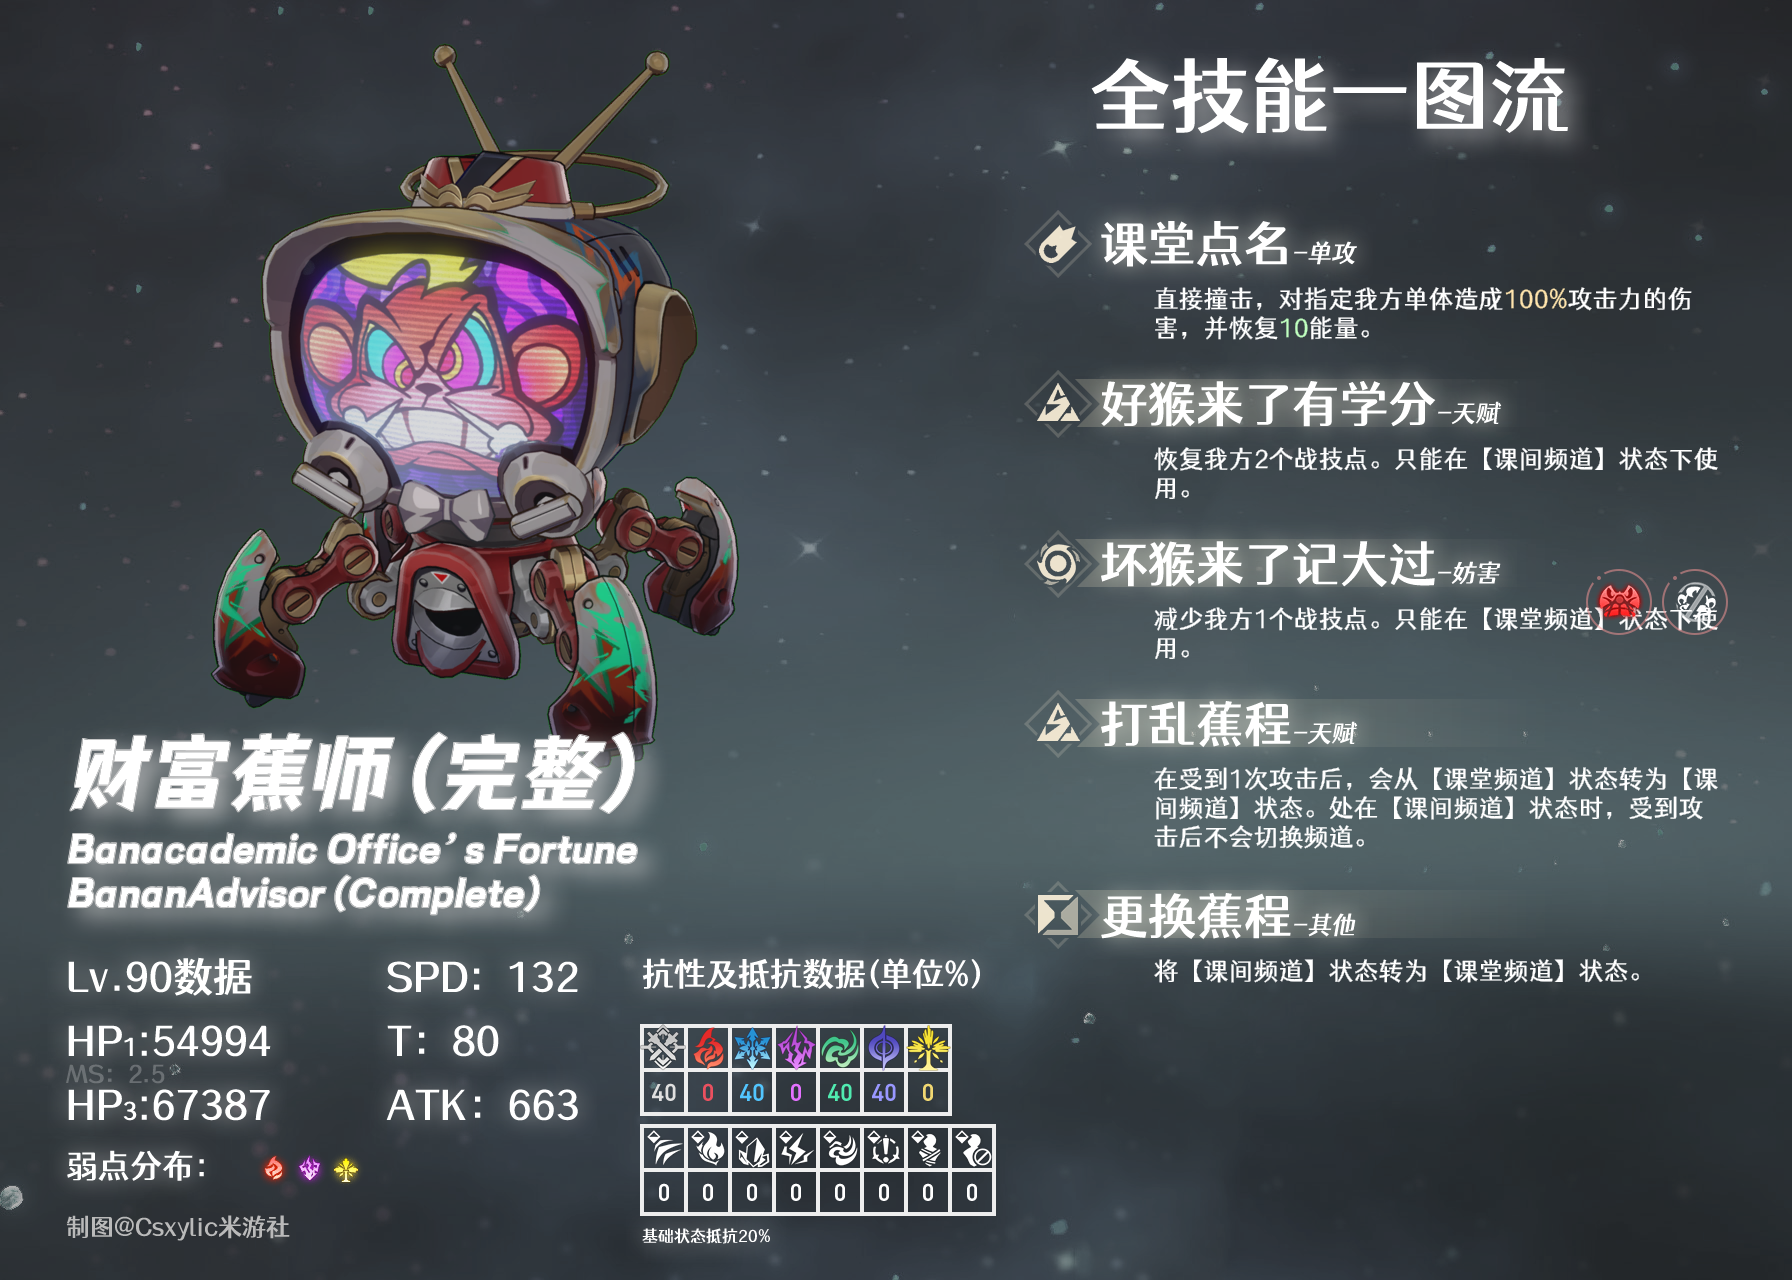 全技能一图流
课堂点名-单攻
直接撞击，对指定我方单体造成100%攻击力的伤
害，并恢复10能量。
好猴来了有学分-天赋
恢复我方2个战技点。只能在【课间频道】状态下使
用。
坏猴来了记大过-妨害
减少我方1个战技点。只能在【课堂频道】状态下使
用。
打乱蕉程-天赋
在受到1次攻击后，会从【课堂频道】状态转为【课
间频道】状态。处在【课间频道】状态时，受到攻
击后不会切换频道。
更换蕉程-其他
将【课间频道】状态转为【课堂频道】状态。
财富蕉师(完整)
Banacademic Office's Fortune
BananAdvisor (Complete)
Lv.90数据
SPD: 132
HP1:54994
T: 80
MS: 2.5
HP3:67387
ATK: 663
弱点分布：
制图@Csxylic米游社
抗性及抵抗数据(单位%)
40 0 40 0 40 40 0
0 0 0 0 0 0 0 0
基础状态抵抗20%